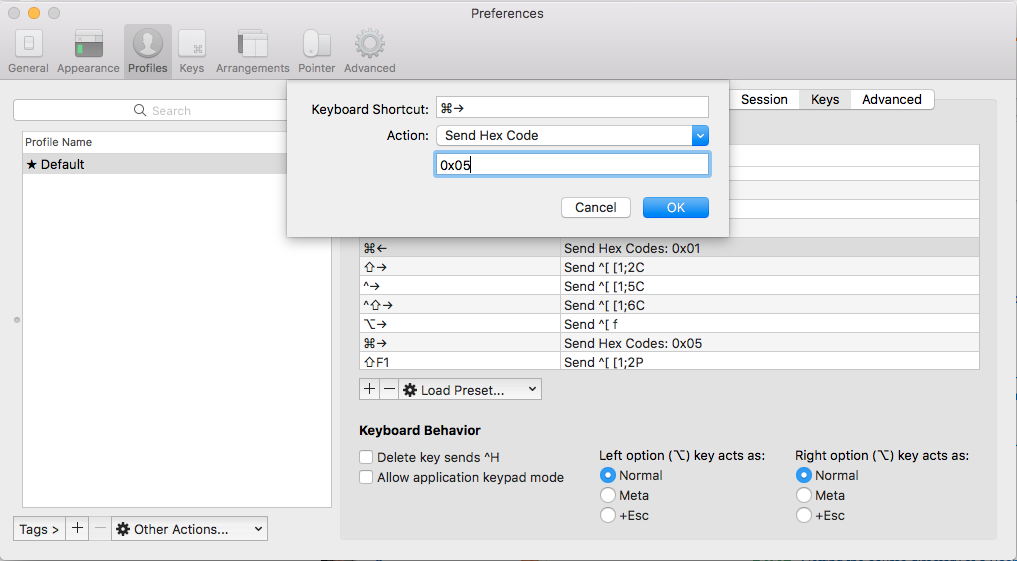 Preferences
General Appearance Profiles Keys Arrangements Pointer Advanced
Search
Profile Name
★ Default
Keyboard Shortcut: ⌘→
Action: Send Hex Code
0x05
Cancel OK
Session Keys Advanced
⌘← Send Hex Codes: 0x01
⇧→ Send ^[ [1;2C
^→ Send ^[ [1;5C
^⇧→ Send ^[ [1;6C
⌥→ Send ^[ f
⌘→ Send Hex Codes: 0x05
⇧F1 Send ^[ [1;2P
+ − Load Preset...
Keyboard Behavior
Delete key sends ^H
Allow application keypad mode
Left option (⌥) key acts as:
Normal
Meta
+Esc
Right option (⌥) key acts as:
Normal
Meta
+Esc
Tags > + − Other Actions...